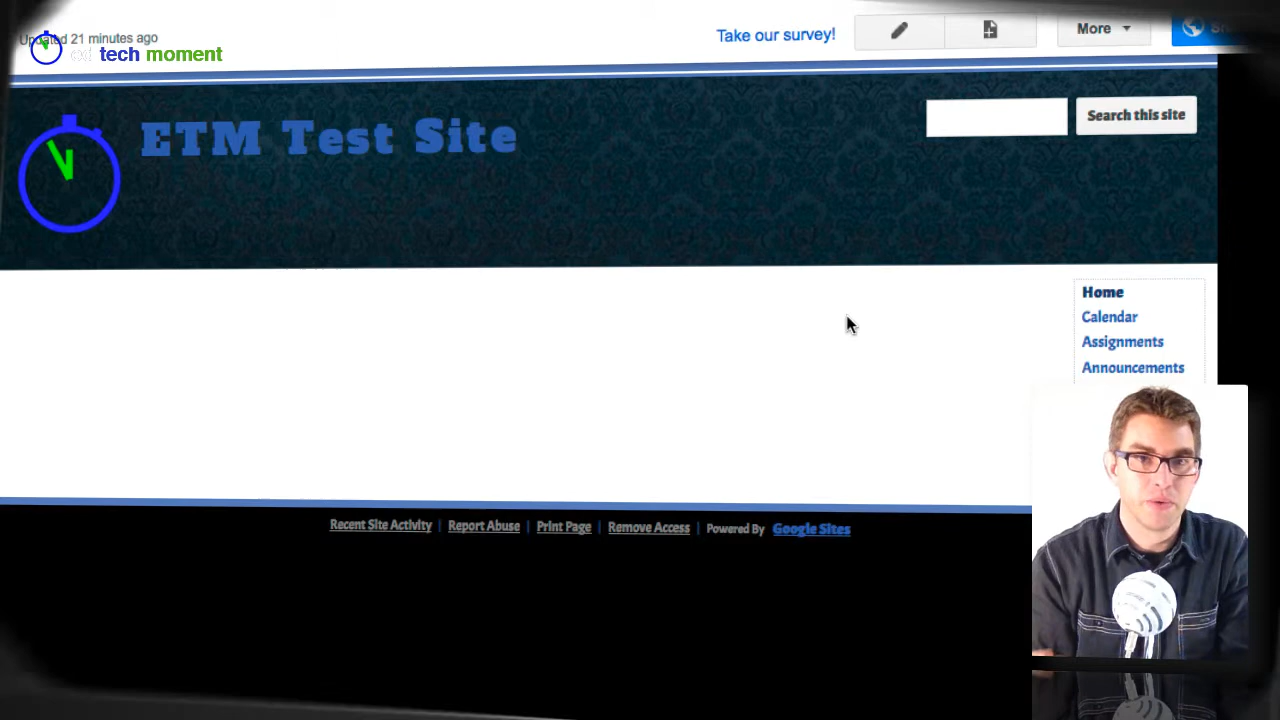 Updated 21 minutes ago
ed tech moment
Take our survey!
More
ETM Test Site
Search this site
Home
Calendar
Assignments
Announcements
Recent Site Activity | Report Abuse | Print Page | Remove Access | Powered By Google Sites